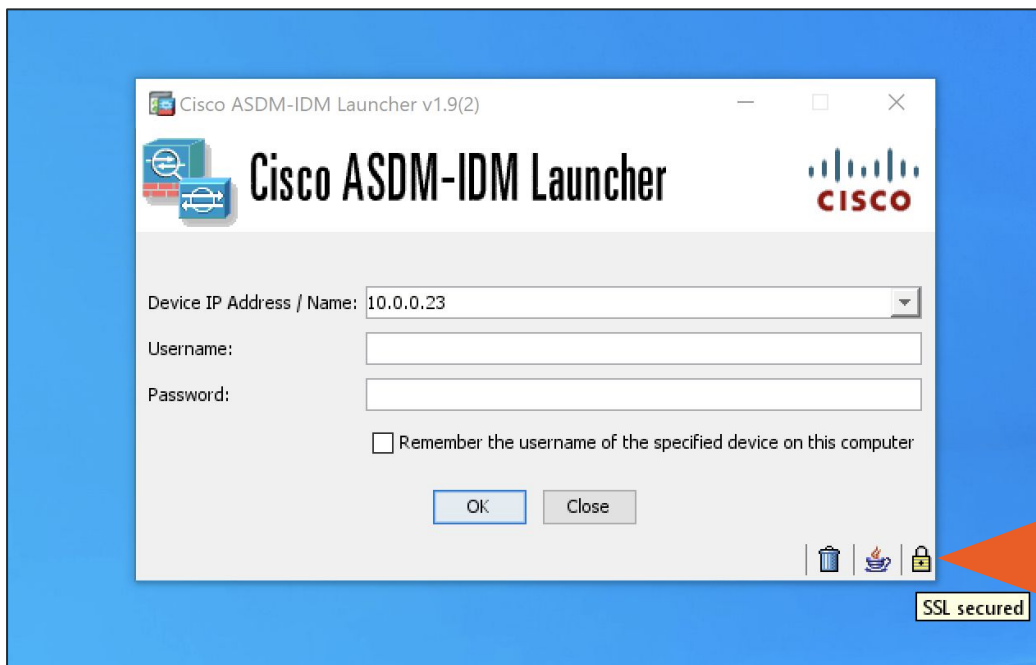 Cisco ASDM-IDM Launcher v1.9(2)
Cisco ASDM-IDM Launcher
CISCO
Device IP Address / Name: 10.0.0.23
Username:
Password:
Remember the username of the specified device on this computer
OK Close
SSL secured